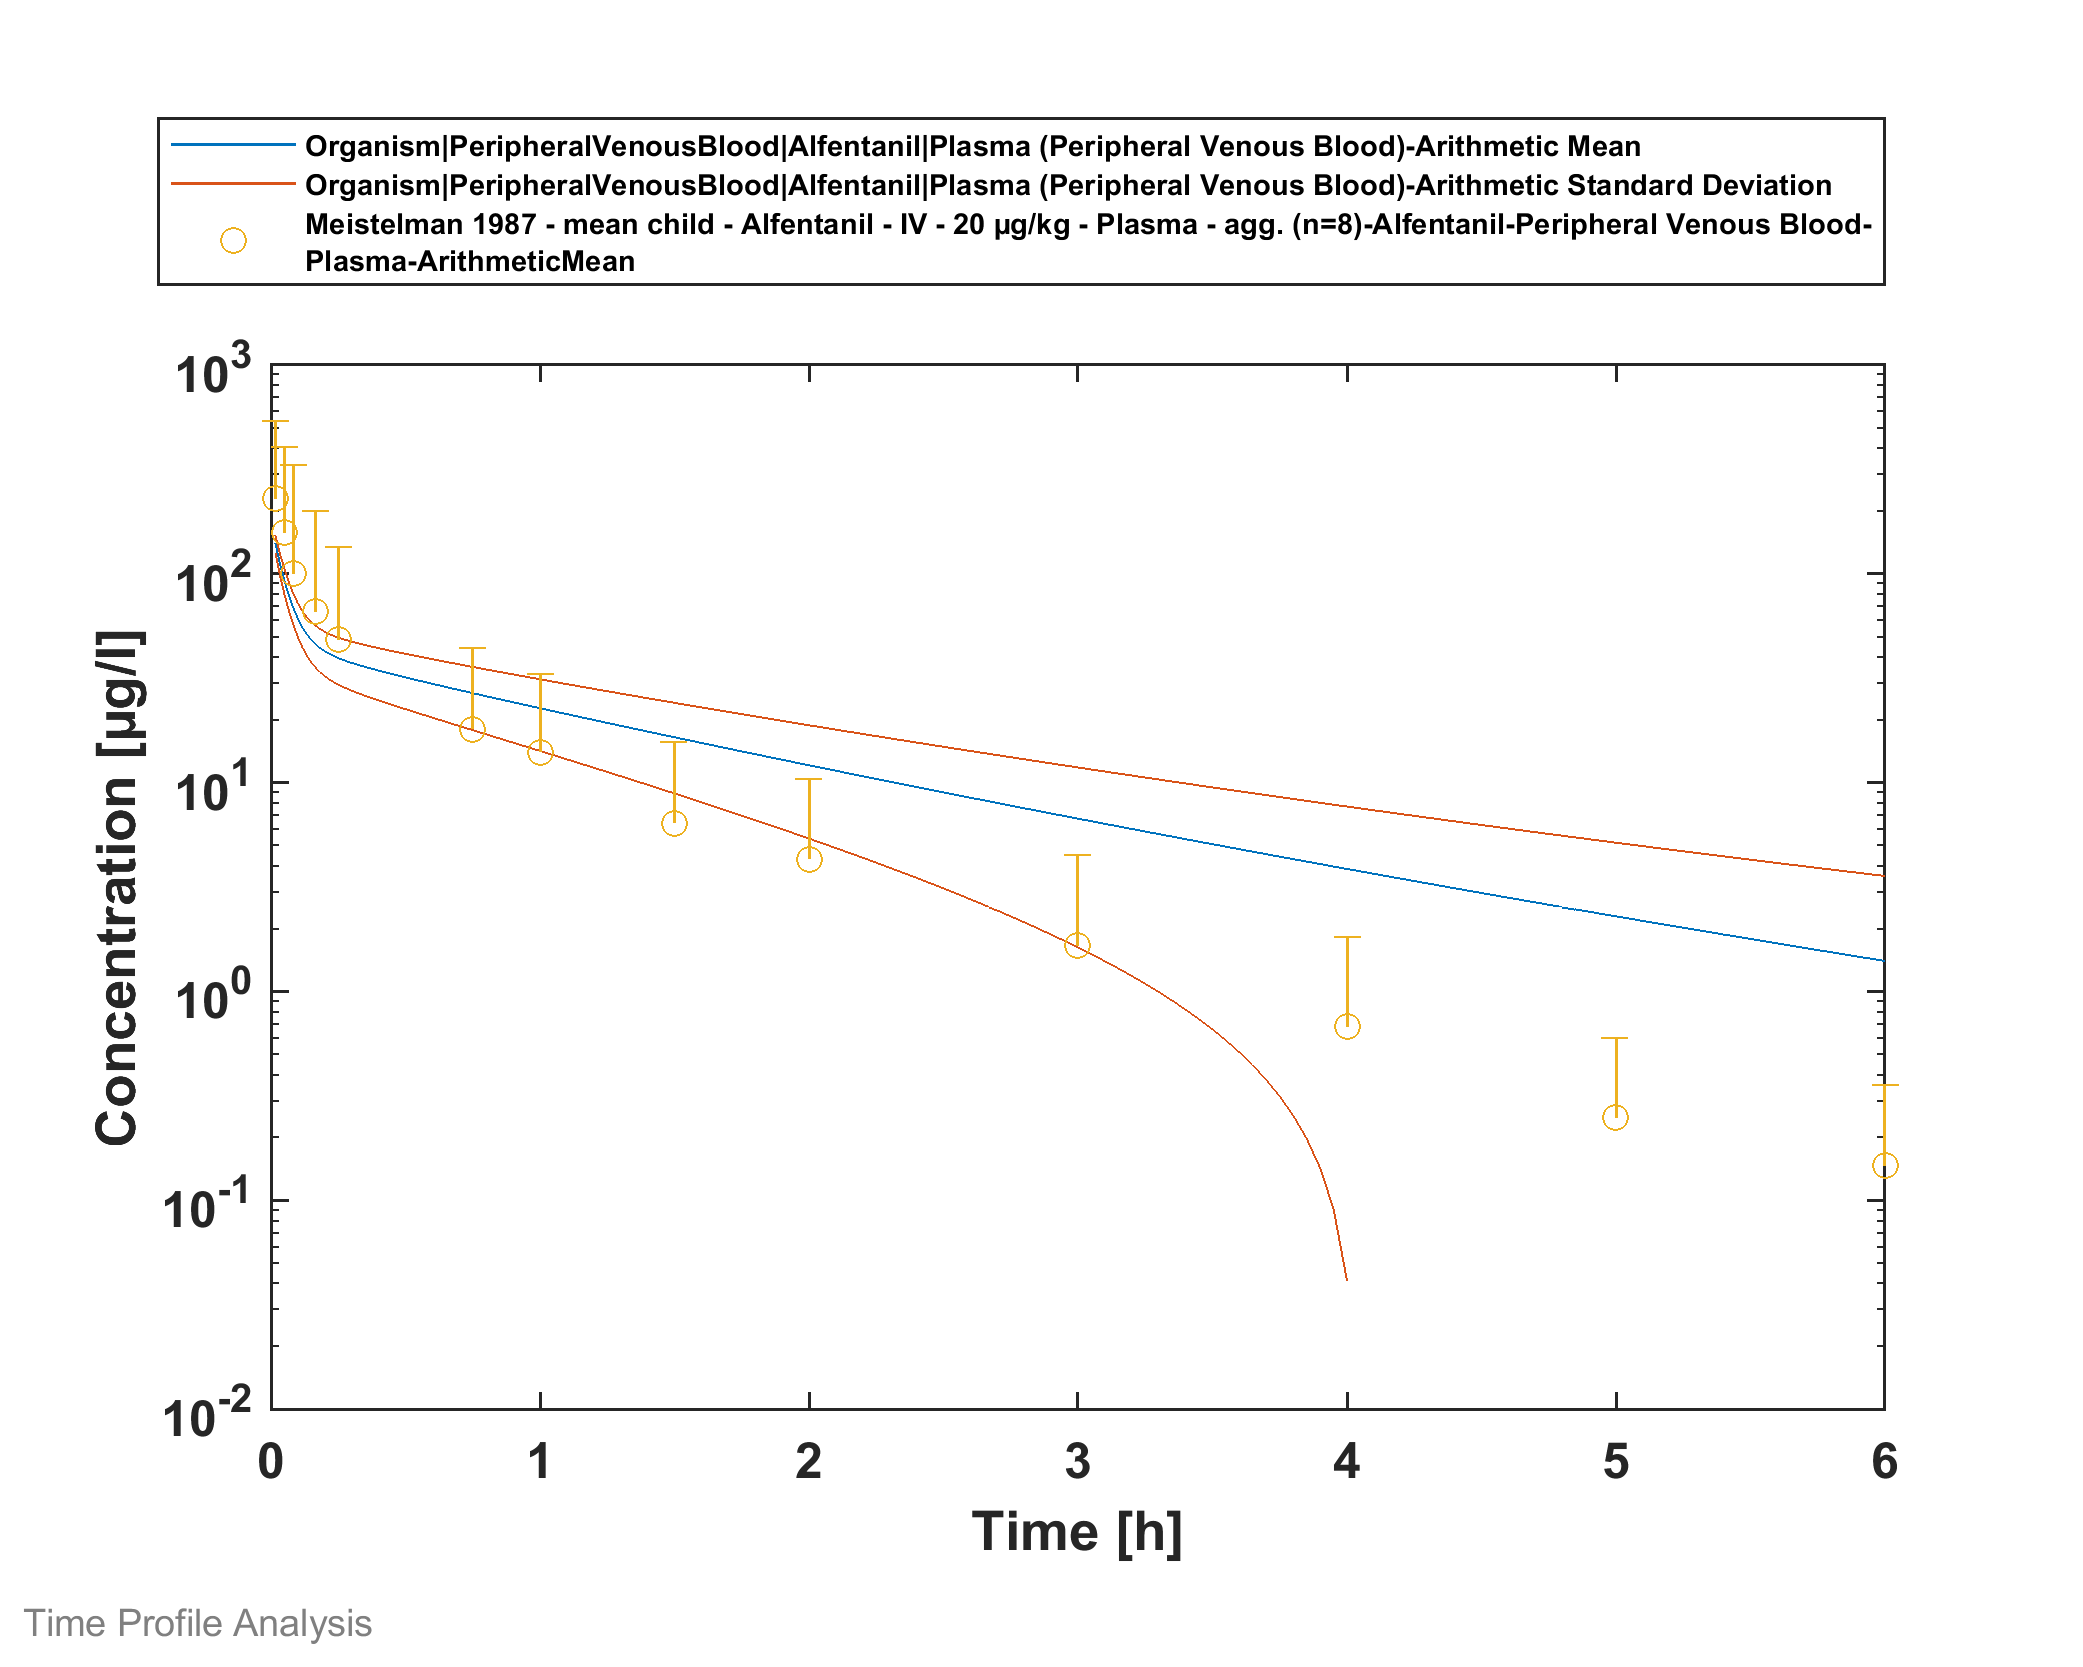 Organism|PeripheralVenousBlood|Alfentanil|Plasma (Peripheral Venous Blood)-Arithmetic Mean
Organism|PeripheralVenousBlood|Alfentanil|Plasma (Peripheral Venous Blood)-Arithmetic Standard Deviation
Meistelman 1987 - mean child - Alfentanil - IV - 20 µg/kg - Plasma - agg. (n=8)-Alfentanil-Peripheral Venous Blood-
Plasma-ArithmeticMean
10^3
10^2
10^1
10^0
10^-1
10^-2
Concentration [µg/l]
0 1 2 3 4 5 6
Time [h]
Time Profile Analysis